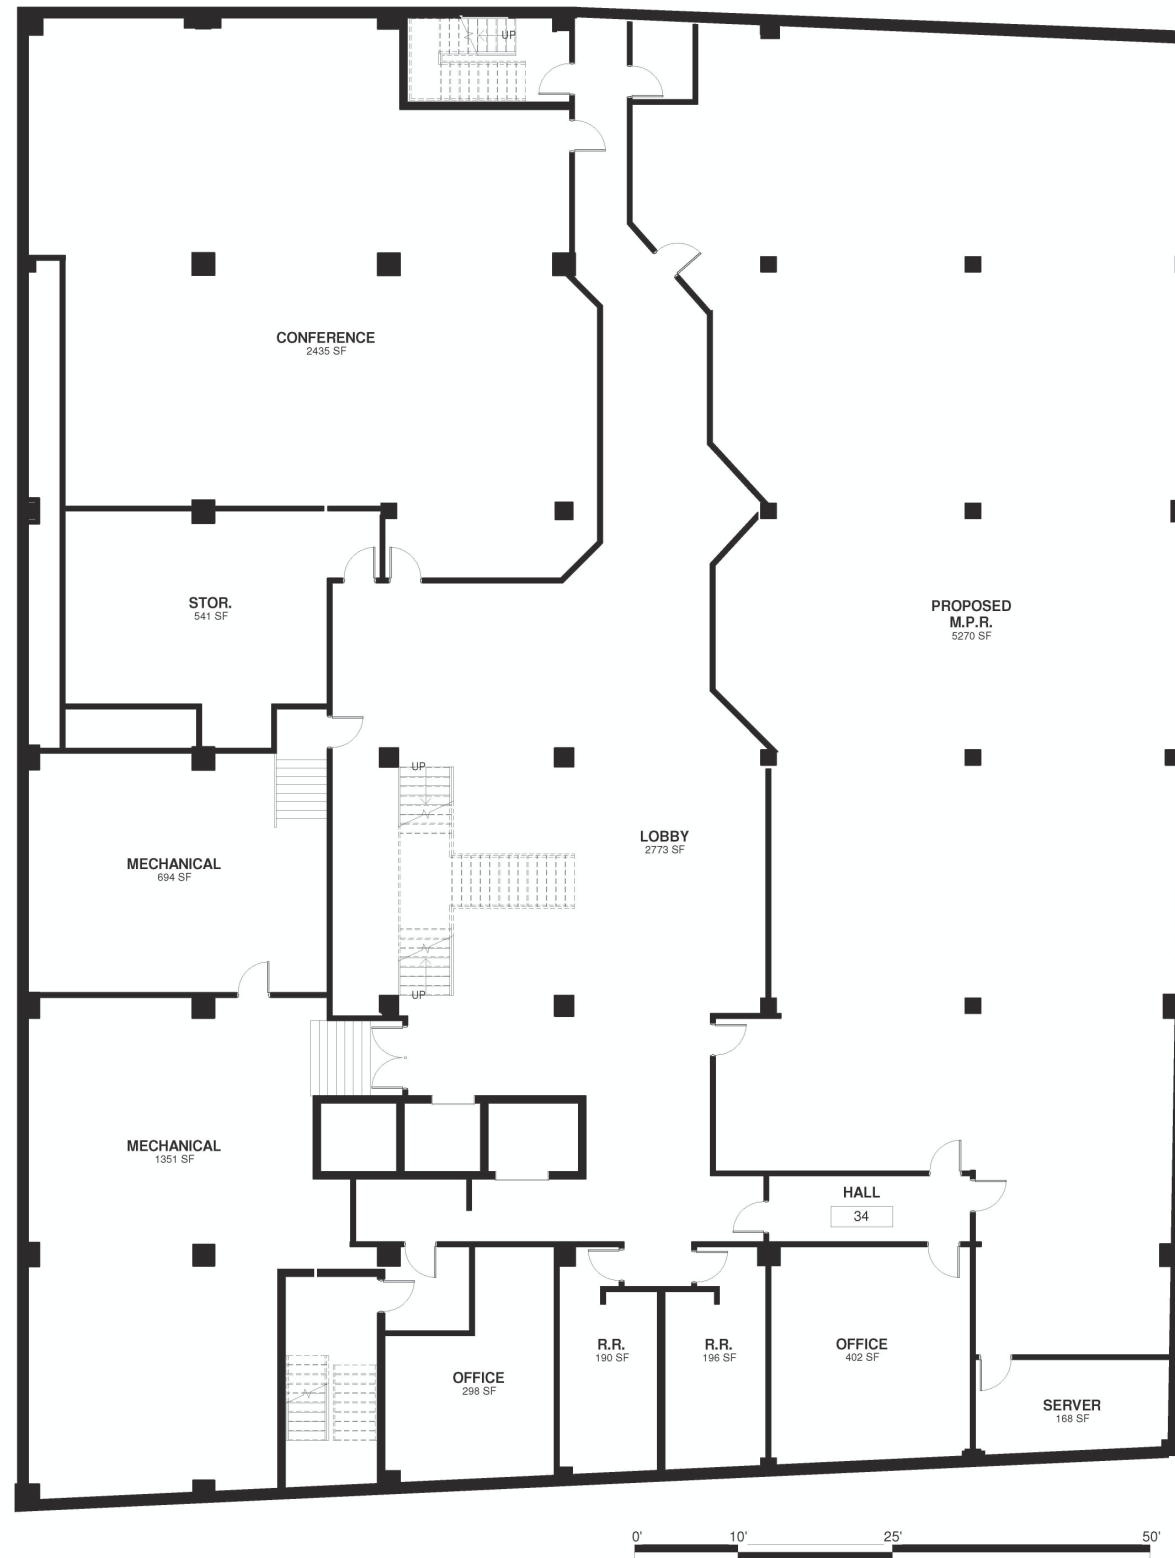 UP
CONFERENCE
2435 SF
STOR.
541 SF
PROPOSED
M.P.R.
5270 SF
UP
LOBBY
2773 SF
MECHANICAL
694 SF
UP
MECHANICAL
1351 SF
HALL
34
R.R.
190 SF
R.R.
196 SF
OFFICE
402 SF
OFFICE
298 SF
SERVER
168 SF
0' 10' 25' 50'